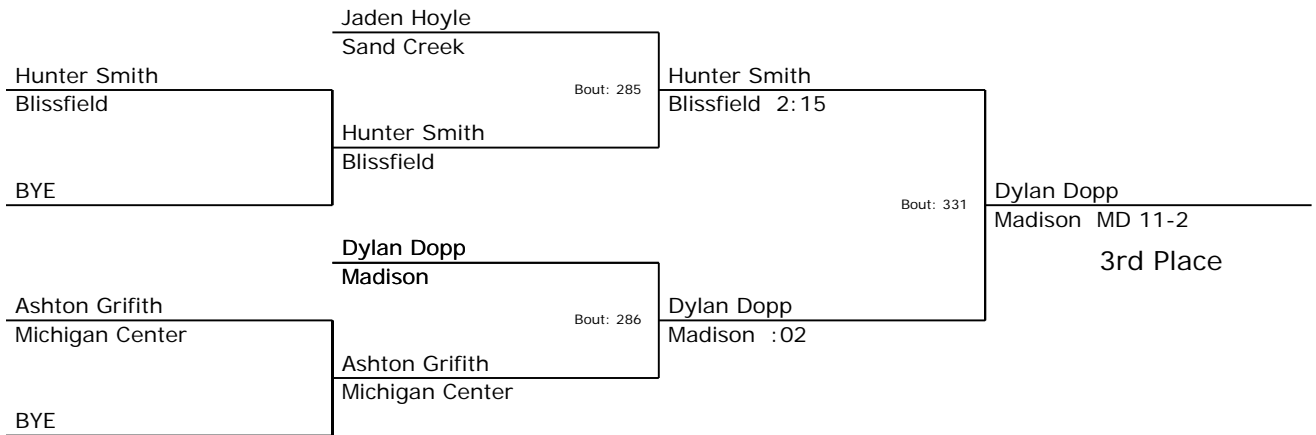 Jaden Hoyle
Sand Creek
Hunter Smith
Blissfield
Bout: 285
Hunter Smith
Blissfield 2:15
Hunter Smith
Blissfield
BYE
Bout: 331
Dylan Dopp
Madison MD 11-2
3rd Place
Dylan Dopp
Madison
Ashton Grifith
Michigan Center
Bout: 286
Dylan Dopp
Madison :02
Ashton Grifith
Michigan Center
BYE